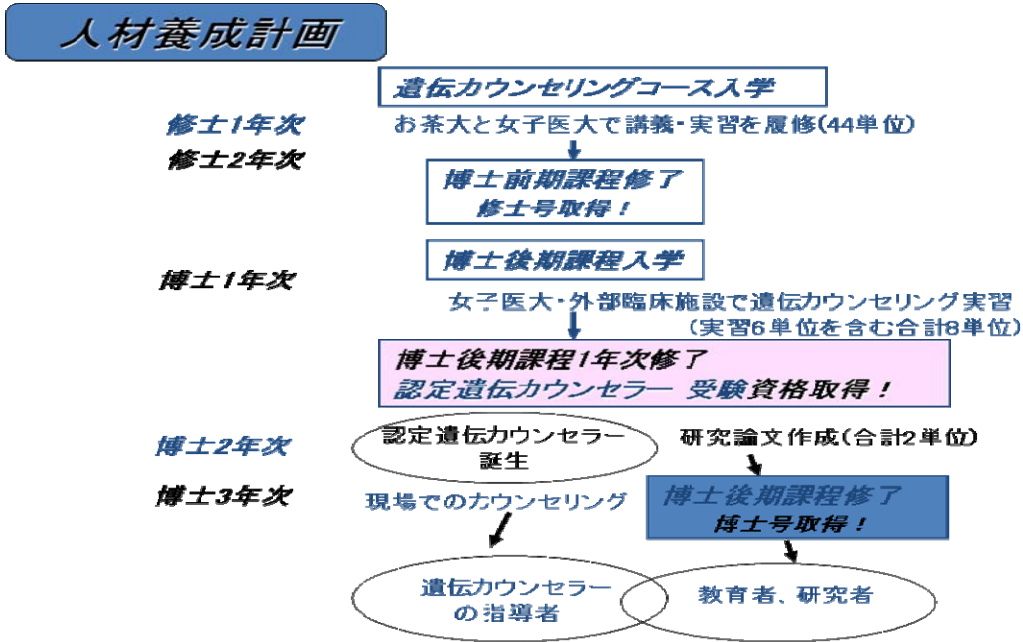 人材養成計画
遺伝カウンセリングコース入学
修士1年次
お茶大と女子医大で講義・実習を履修(44単位)
修士2年次
博士前期課程修了
修士号取得！
博士後期課程入学
博士1年次
女子医大・外部臨床施設で遺伝カウンセリング実習
(実習6単位を含む合計8単位)
博士後期課程1年次修了
認定遺伝カウンセラー 受験資格取得！
博士2年次
認定遺伝カウンセラー
誕生
研究論文作成(合計2単位)
博士3年次
現場でのカウンセリング
博士後期課程修了
博士号取得！
遺伝カウンセラー
の指導者
教育者、研究者